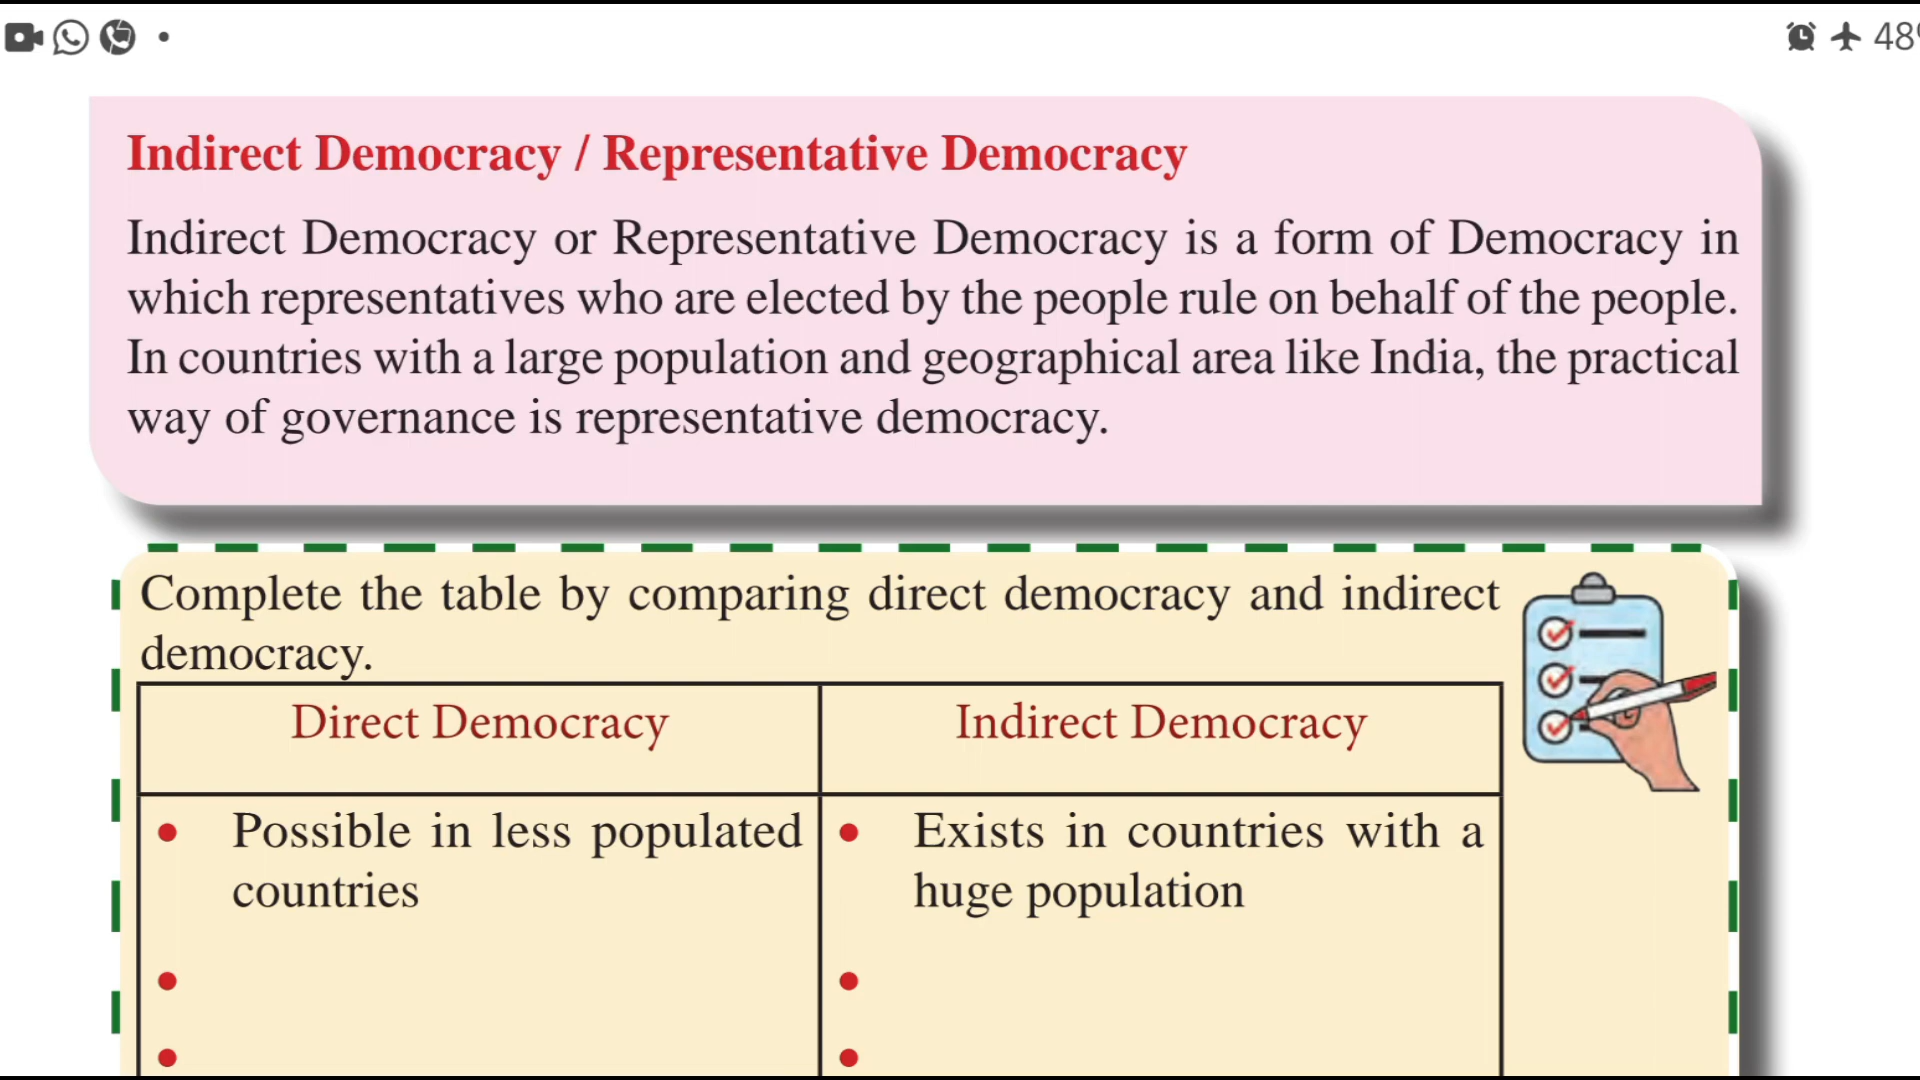 48
Indirect Democracy / Representative Democracy
Indirect Democracy or Representative Democracy is a form of Democracy in
which representatives who are elected by the people rule on behalf of the people.
In countries with a large population and geographical area like India, the practical
way of governance is representative democracy.
Complete the table by comparing direct democracy and indirect
democracy.
Direct Democracy
Indirect Democracy
• Possible in less populated
countries
•
•
• Exists in countries with a
huge population
•
•